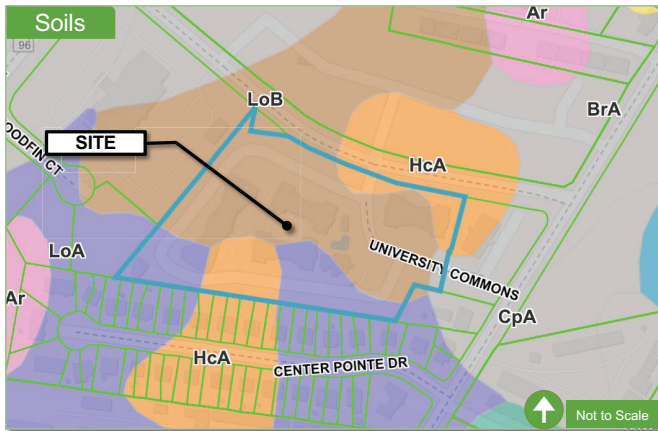 Soils
96
Ar
LoB
BrA
OODFIN CT
SITE
HcA
LoA
UNIVERSITY COMMONS
Ar
CpA
HcA
CENTER POINTE DR
Not to Scale